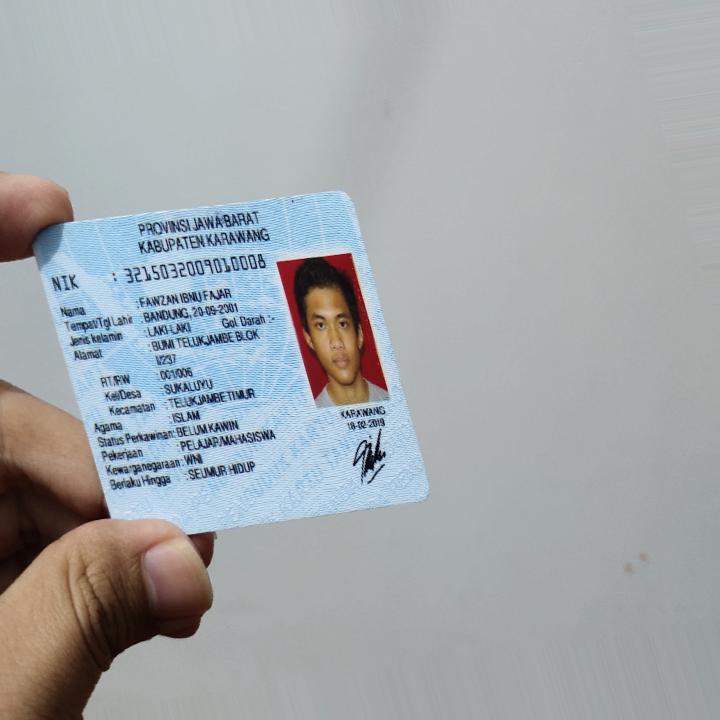 PROVINSI JAWA BARAT
KABUPATEN KARAWANG
NIK : 3215032009010008
Nama : FAWZAN IBNU FAJAR
Tempat/Tgl Lahir : BANDUNG, 20-09-2001
Jenis kelamin : LAKI-LAKI Gol. Darah :-
Alamat : BUMI TELUKJAMBE BLOK
I/237
RT/RW : 001/006
Kel/Desa : SUKALUYU
Kecamatan : TELUKJAMBE TIMUR
Agama : ISLAM
Status Perkawinan: BELUM KAWIN
Pekerjaan : PELAJAR/MAHASISWA
Kewarganegaraan: WNI
Berlaku Hingga : SEUMUR HIDUP
KARAWANG
18-02-2019